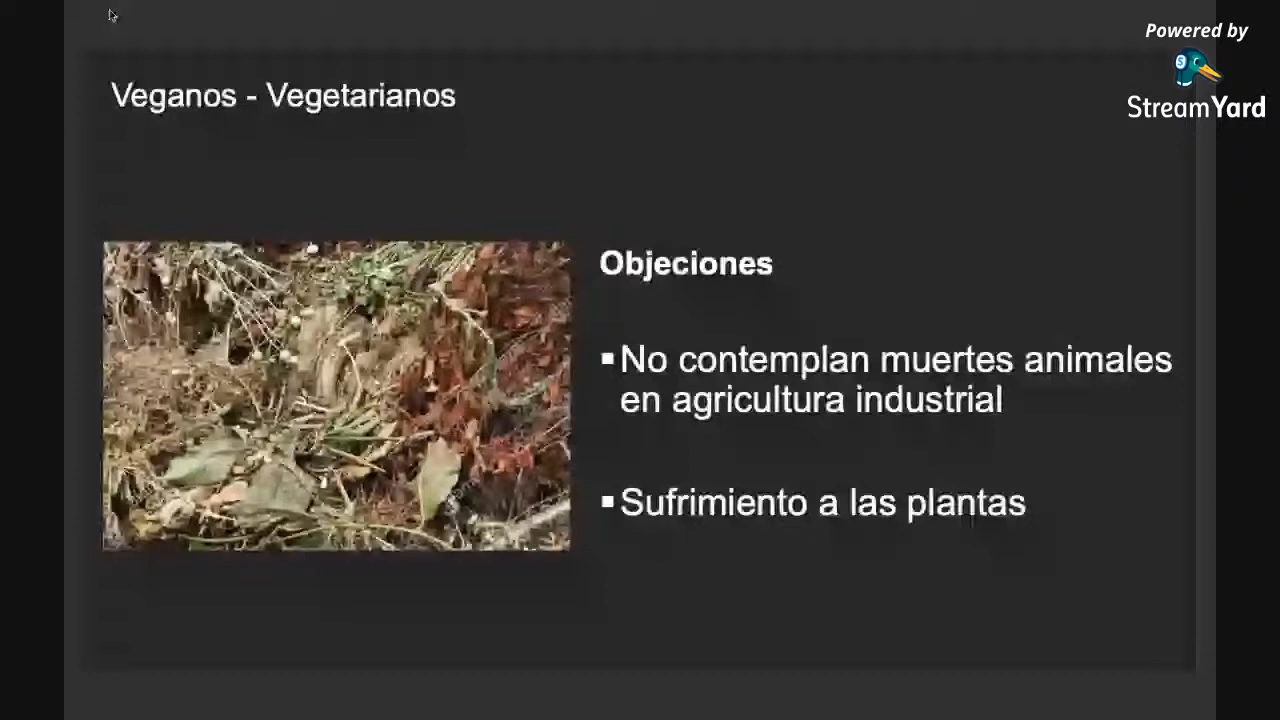 Powered by
StreamYard
Veganos - Vegetarianos
Objeciones
▪No contemplan muertes animales
en agricultura industrial
▪Sufrimiento a las plantas